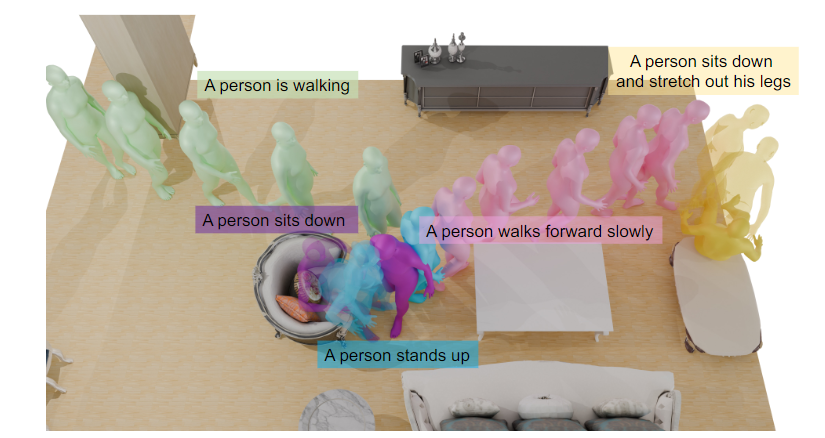 A person sits down
and stretch out his legs
A person is walking
A person sits down
A person walks forward slowly
A person stands up